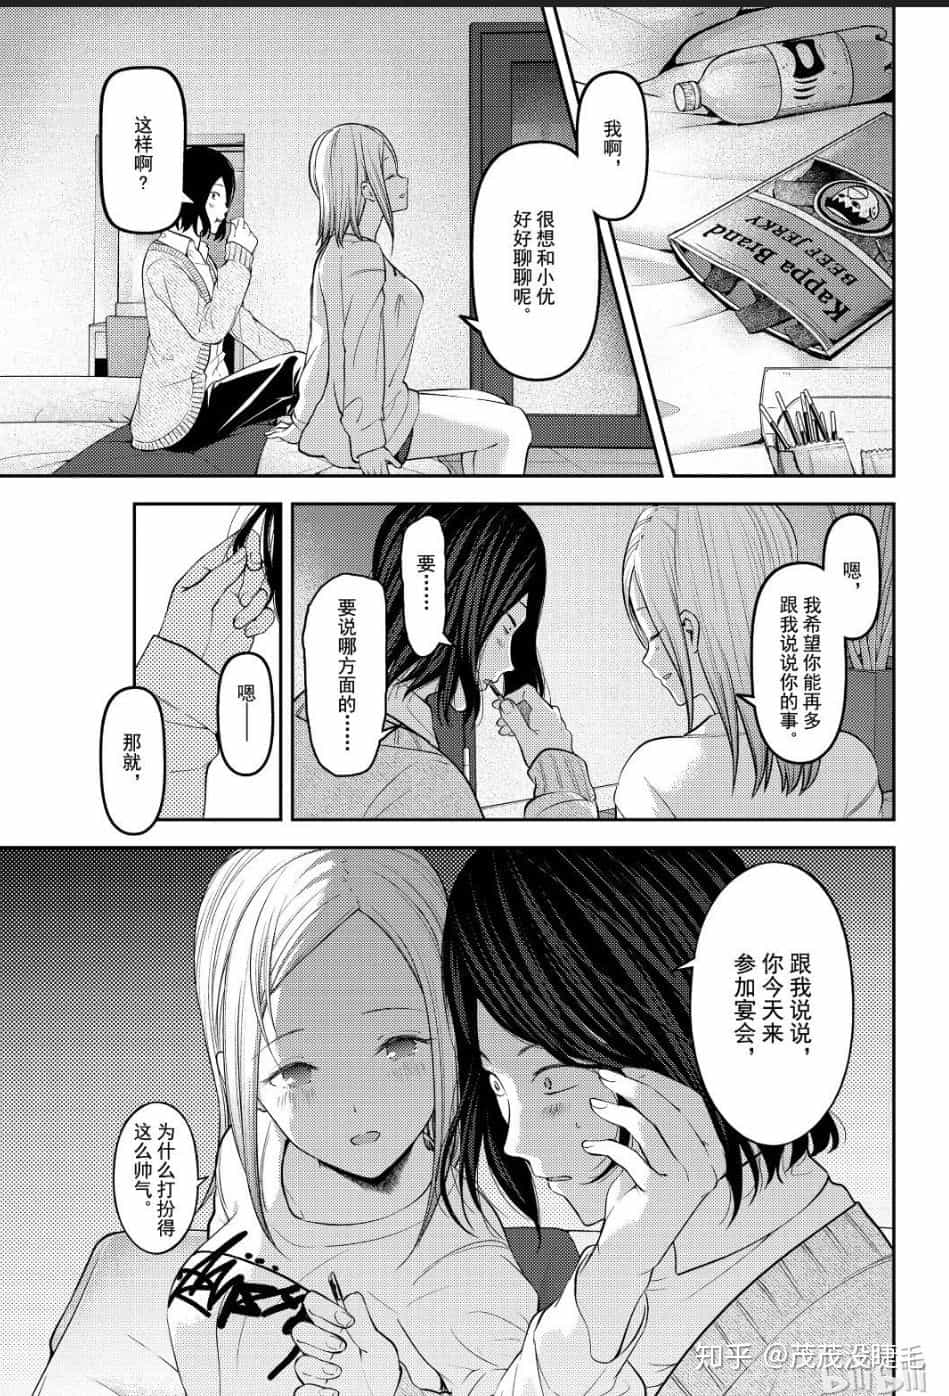 Kappa Brand
BEEF JERKY
我啊，
很想和小优
好好聊聊呢。
这样啊？
嗯，
我希望你能再多
跟我说说你的事。
要……
要说哪方面的……
嗯——
那就，
跟我说说，
你今天来
参加宴会，
为什么打扮得
这么帅气。
知乎 @茂茂没睫毛
bilibili